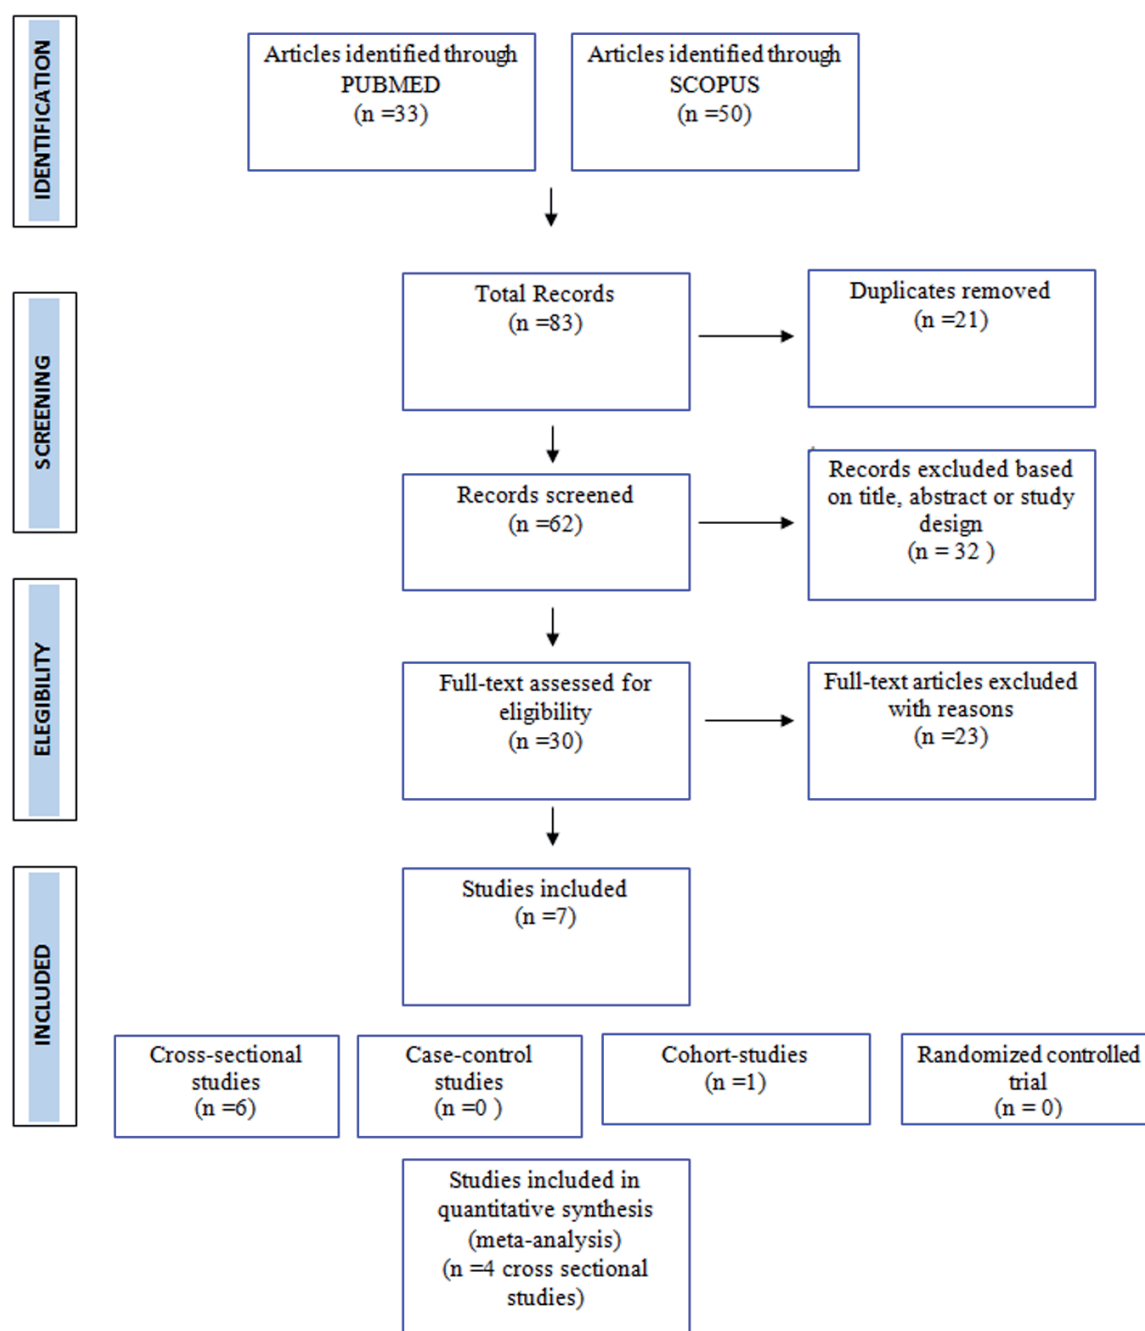 IDENTIFICATION
Articles identified through
PUBMED
(n =33)
Articles identified through
SCOPUS
(n =50)
SCREENING
Total Records
(n =83)
Duplicates removed
(n =21)
Records screened
(n =62)
Records excluded based
on title, abstract or study
design
(n = 32 )
ELEGIBILITY
Full-text assessed for
eligibility
(n =30)
Full-text articles excluded
with reasons
(n =23)
INCLUDED
Studies included
(n =7)
Cross-sectional
studies
(n =6)
Case-control
studies
(n =0 )
Cohort-studies
(n =1)
Randomized controlled
trial
(n = 0)
Studies included in
quantitative synthesis
(meta-analysis)
(n =4 cross sectional
studies)